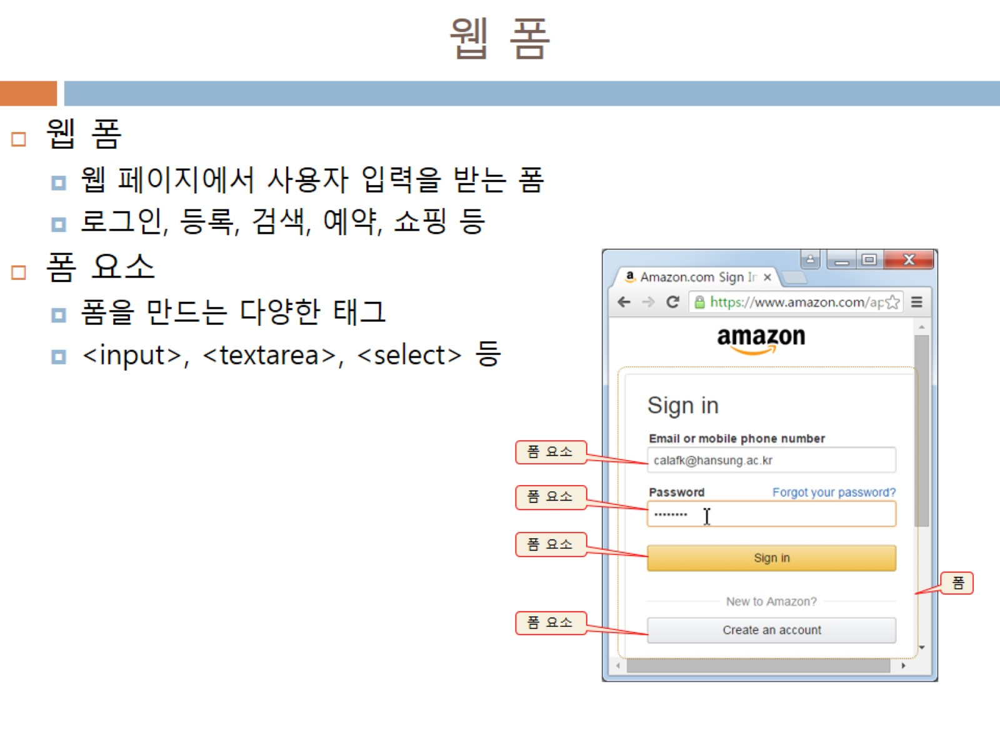 웹 폼
웹 폼
웹 페이지에서 사용자 입력을 받는 폼
로그인, 등록, 검색, 예약, 쇼핑 등
폼 요소
폼을 만드는 다양한 태그
<input>, <textarea>, <select> 등
Amazon.com Sign In
https://www.amazon.com/ap
amazon
Sign in
Email or mobile phone number
폼 요소
calafk@hansung.ac.kr
Password Forgot your password?
폼 요소
폼 요소
Sign in
폼
New to Amazon?
폼 요소
Create an account